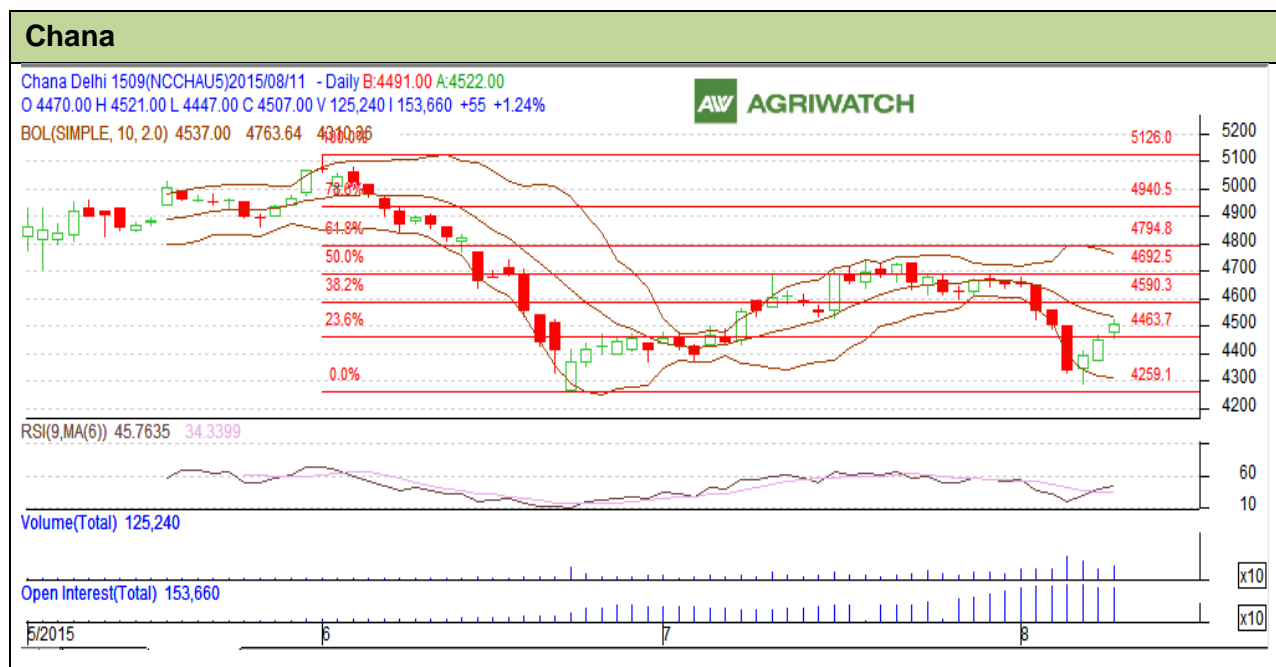 Chana
Chana Delhi 1509(NCCHAU5)2015/08/11 - Daily B:4491.00 A:4522.00
O 4470.00 H 4521.00 L 4447.00 C 4507.00 V 125,240 I 153,660 +55 +1.24%
AW AGRIWATCH
BOL(SIMPLE, 10, 2.0) 4537.00 4763.64 4310.36
100.0% 5126.0
78.6% 4940.5
61.8% 4794.8
50.0% 4692.5
38.2% 4590.3
23.6% 4463.7
0.0% 4259.1
5200
5100
5000
4900
4800
4700
4600
4500
4400
4300
4200
RSI(9,MA(6)) 45.7635 34.3399
60
10
Volume(Total) 125,240
x10
Open Interest(Total) 153,660
x10
5/2015 6 7 8